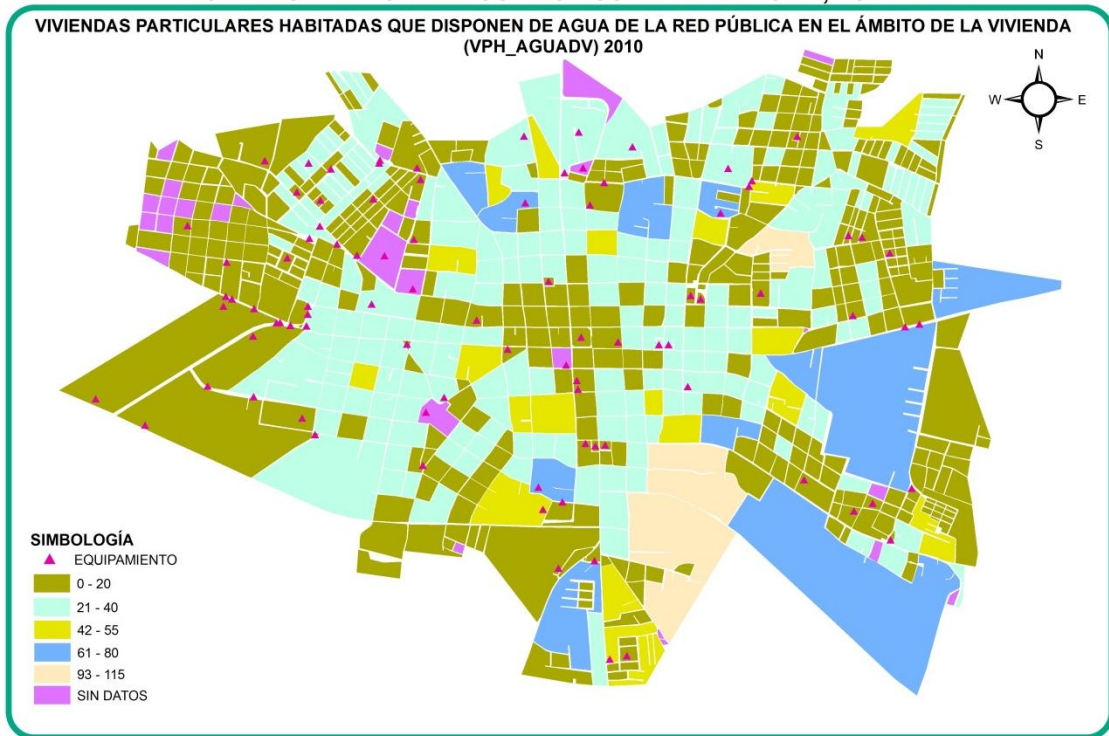 VIVIENDAS PARTICULARES HABITADAS QUE DISPONEN DE AGUA DE LA RED PÚBLICA EN EL ÁMBITO DE LA VIVIENDA
(VPH_AGUADV) 2010
N
W
E
S
SIMBOLOGÍA
EQUIPAMIENTO
0 - 20
21 - 40
42 - 55
61 - 80
93 - 115
SIN DATOS